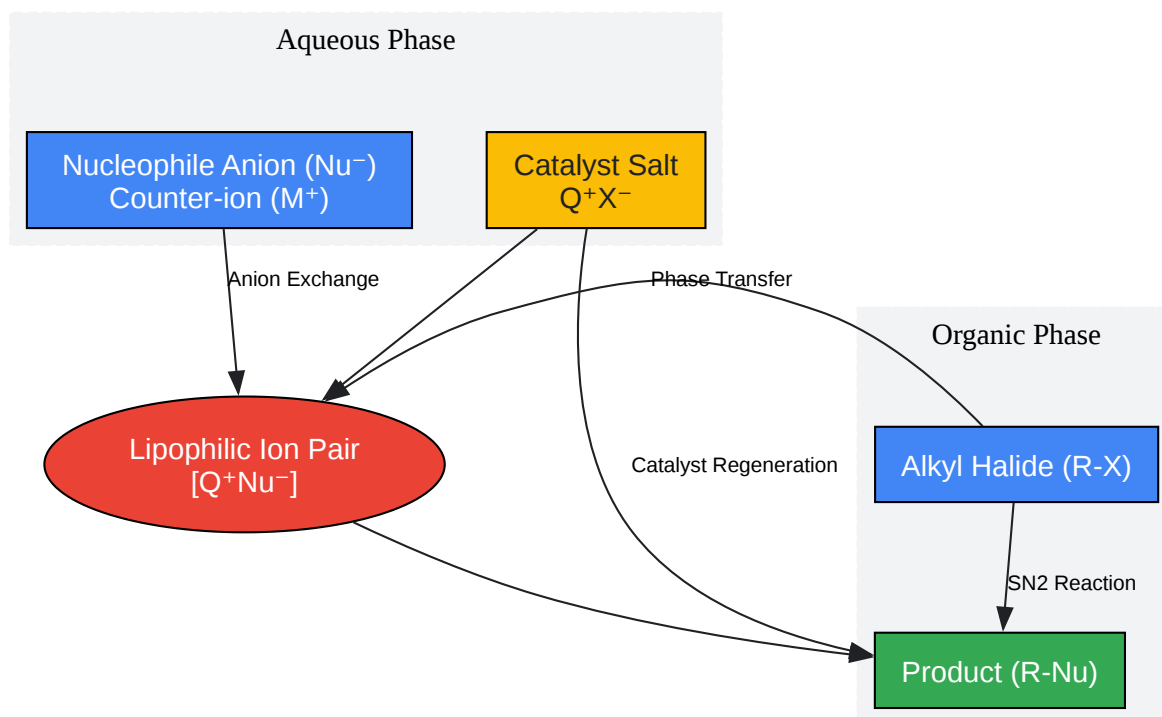 Aqueous Phase
Nucleophile Anion (Nu⁻)
Counter-ion (M⁺)
Catalyst Salt
Q⁺X⁻
Anion Exchange
Phase Transfer
Organic Phase
Lipophilic Ion Pair
[Q⁺Nu⁻]
Catalyst Regeneration
Alkyl Halide (R-X)
SN2 Reaction
Product (R-Nu)